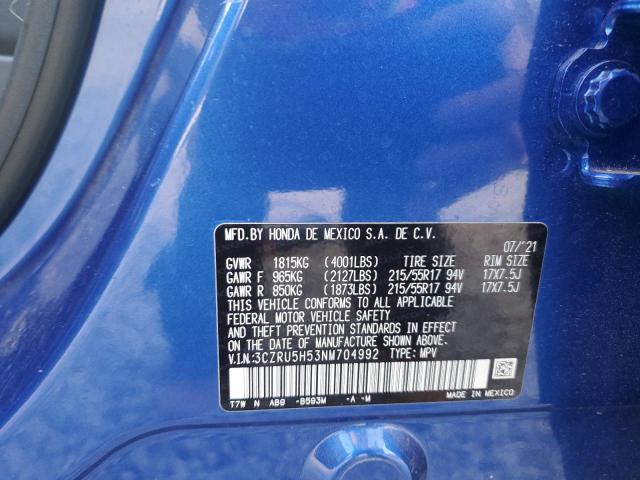 MFD.BY HONDA DE MEXICO S.A. DE C.V.
07/'21
GVWR 1815KG (4001LBS) TIRE SIZE RIM SIZE
GAWR F 965KG (2127LBS) 215/55R17 94V 17X7.5J
GAWR R 850KG (1873LBS) 215/55R17 94V 17X7.5J
THIS VEHICLE CONFORMS TO ALL APPLICABLE
FEDERAL MOTOR VEHICLE SAFETY
AND THEFT PREVENTION STANDARDS IN EFFECT
ON THE DATE OF MANUFACTURE SHOWN ABOVE.
V.I.N.:3CZRU5H53NM704992 TYPE: MPV
T7W N AB9 -B593M -A -M MADE IN MEXICO